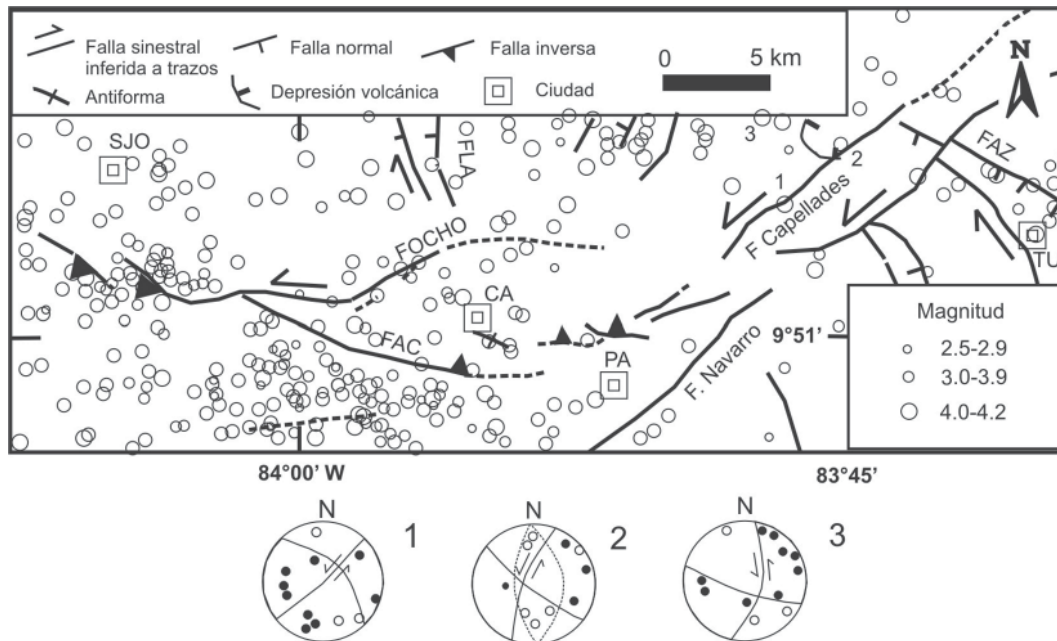 Falla sinestral
inferida a trazos
Falla normal
Falla inversa
0 5 km
Antiforma
Depresión volcánica
Ciudad
N
SJO
FLA
3
2
1
FAZ
TU
F Capellades
FOCHO
CA
FAC
PA
F. Navarro
9°51'
Magnitud
2.5-2.9
3.0-3.9
4.0-4.2
84°00' W
83°45'
N
1
N
2
N
3